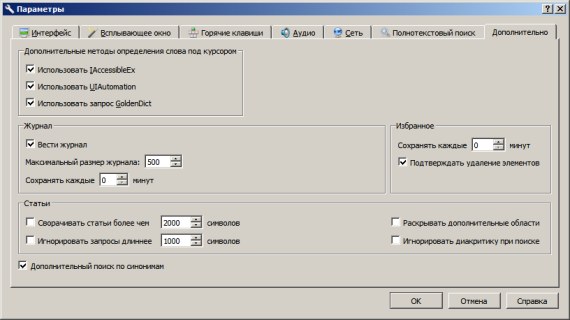 Параметры
Интерфейс Всплывающее окно Горячие клавиши Аудио Сеть Полнотекстовый поиск Дополнительно
Дополнительные методы определения слова под курсором
Использовать IAccessibleEx
Использовать UIAutomation
Использовать запрос GoldenDict
Журнал
Вести журнал
Максимальный размер журнала: 500
Сохранять каждые 0 минут
Избранное
Сохранять каждые 0 минут
Подтверждать удаление элементов
Статьи
Сворачивать статьи более чем 2000 символов
Раскрывать дополнительные области
Игнорировать запросы длиннее 1000 символов
Игнорировать диакритику при поиске
Дополнительный поиск по синонимам
ОК Отмена Справка